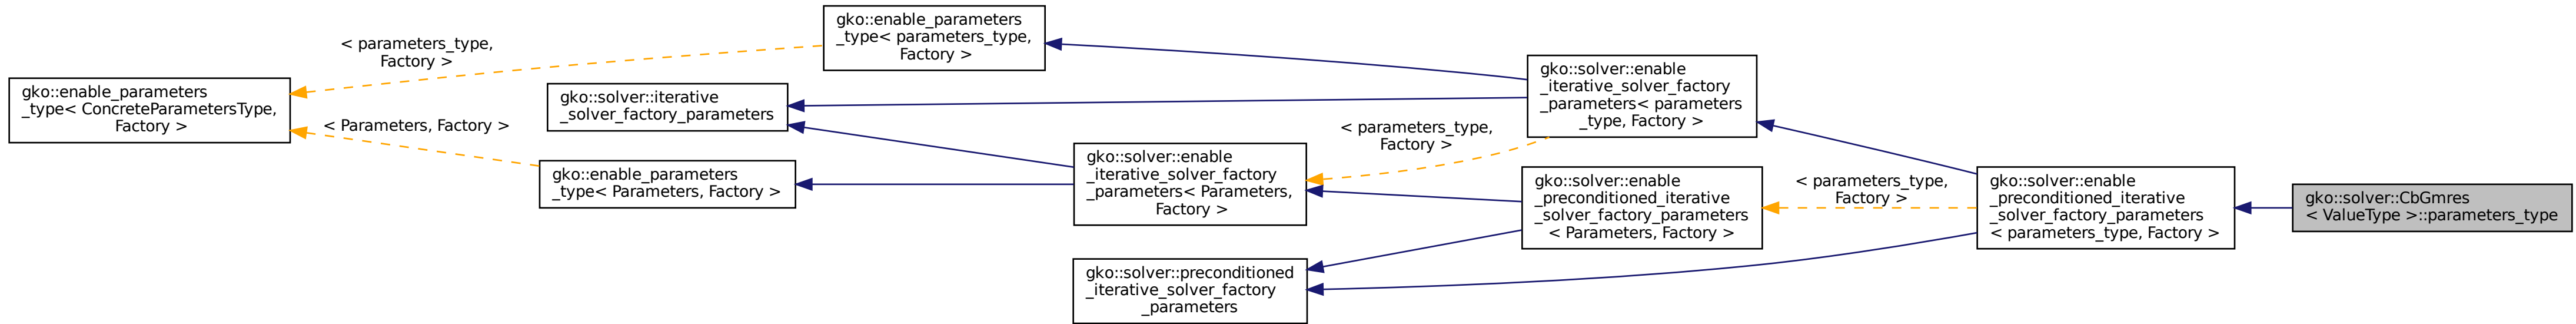 gko::enable_parameters
_type< ConcreteParametersType,
Factory >
< parameters_type,
Factory >
< Parameters, Factory >
gko::enable_parameters
_type< parameters_type,
Factory >
gko::solver::iterative
_solver_factory_parameters
gko::enable_parameters
_type< Parameters, Factory >
gko::solver::enable
_iterative_solver_factory
_parameters< Parameters,
Factory >
gko::solver::preconditioned
_iterative_solver_factory
_parameters
< parameters_type,
Factory >
gko::solver::enable
_iterative_solver_factory
_parameters< parameters
_type, Factory >
gko::solver::enable
_preconditioned_iterative
_solver_factory_parameters
< Parameters, Factory >
< parameters_type,
Factory >
gko::solver::enable
_preconditioned_iterative
_solver_factory_parameters
< parameters_type, Factory >
gko::solver::CbGmres
< ValueType >::parameters_type